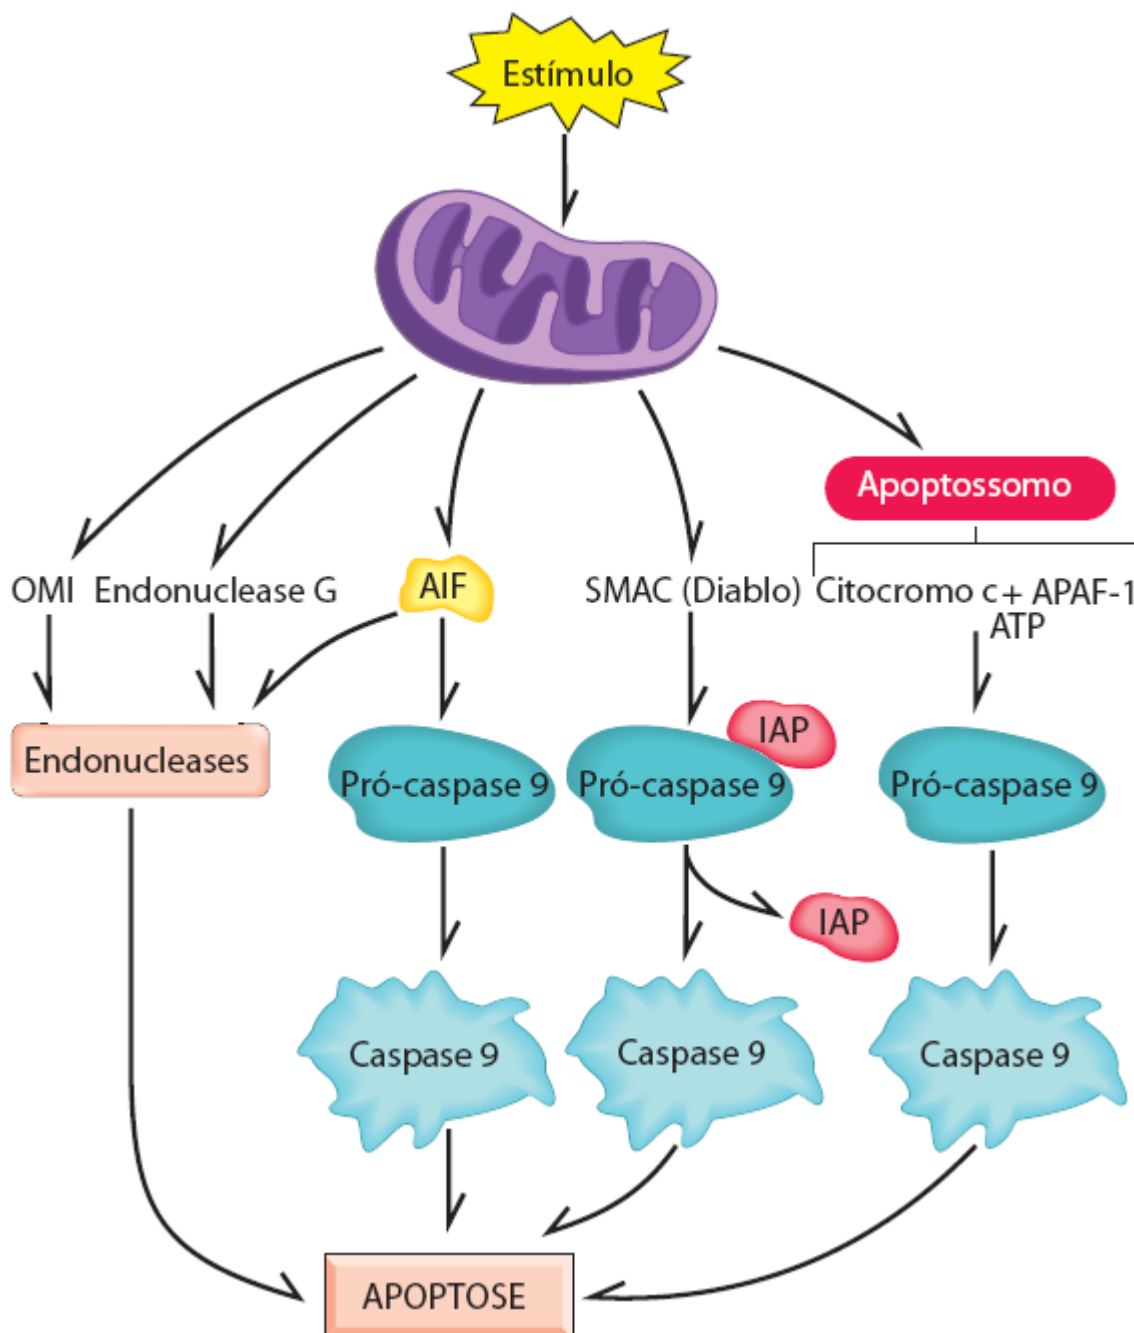 Estímulo
Apoptossomo
OMI
Endonuclease G
AIF
SMAC (Diablo)
Citocromo c + APAF-1
ATP
Endonucleases
Pró-caspase 9
Pró-caspase 9
IAP
Pró-caspase 9
IAP
Caspase 9
Caspase 9
Caspase 9
APOPTOSE